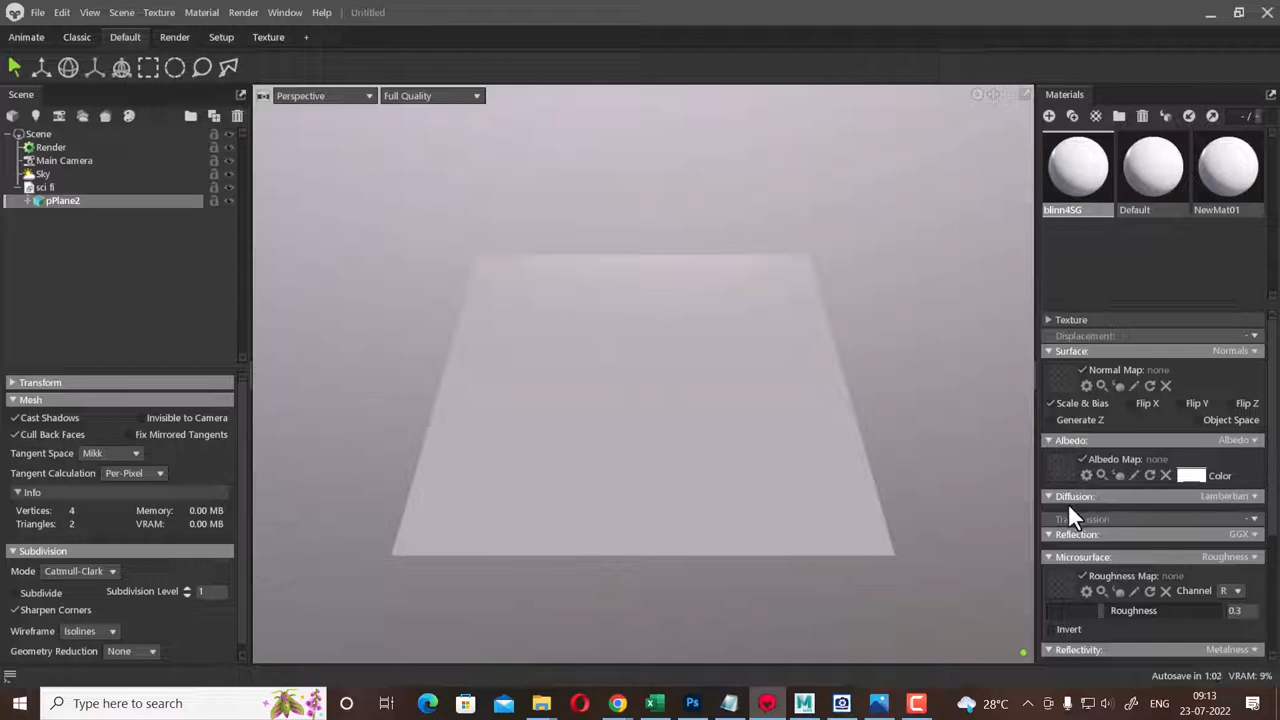 File Edit View Scene Texture Material Render Window Help Untitled
Animate Classic Default Render Setup Texture +
Scene
Scene
Render
Main Camera
Sky
sci fi
pPlane2
Transform
Mesh
Cast Shadows Invisible to Camera
Cull Back Faces Fix Mirrored Tangents
Tangent Space Mikk
Tangent Calculation Per-Pixel
Info
Vertices: 4 Memory: 0.00 MB
Triangles: 2 VRAM: 0.00 MB
Subdivision
Mode Catmull-Clark
Subdivide Subdivision Level 1
Sharpen Corners
Wireframe Isolines
Geometry Reduction None
Perspective Full Quality
Materials
- /
blinn4SG Default NewMat01
Texture
Displacement:
Surface: Normals
Normal Map: none
Scale & Bias Flip X Flip Y Flip Z
Generate Z Object Space
Albedo: Albedo
Albedo Map: none
Color
Diffusion: Lambertian
Reflection: GGX
Microsurface: Roughness
Roughness Map: none
Channel R
Roughness 0.3
Invert
Reflectivity: Metalness
Autosave in 1:02 VRAM: 9%
Type here to search
28°C ENG 09:13 23-07-2022